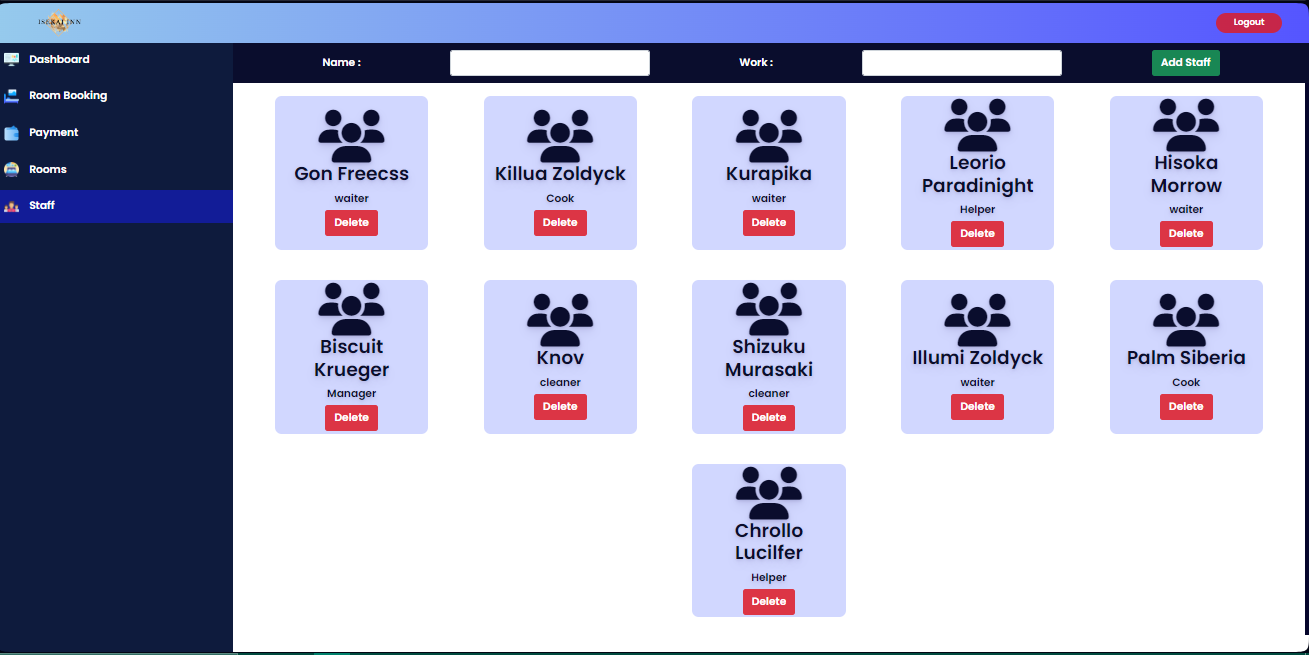 ISEKAI INN
Logout
Dashboard
Room Booking
Payment
Rooms
Staff
Name :
Work :
Add Staff
Gon Freecss
waiter
Delete
Killua Zoldyck
Cook
Delete
Kurapika
waiter
Delete
Leorio
Paradinight
Helper
Delete
Hisoka
Morrow
waiter
Delete
Biscuit
Krueger
Manager
Delete
Knov
cleaner
Delete
Shizuku
Murasaki
cleaner
Delete
Illumi Zoldyck
waiter
Delete
Palm Siberia
Cook
Delete
Chrollo
Lucilfer
Helper
Delete